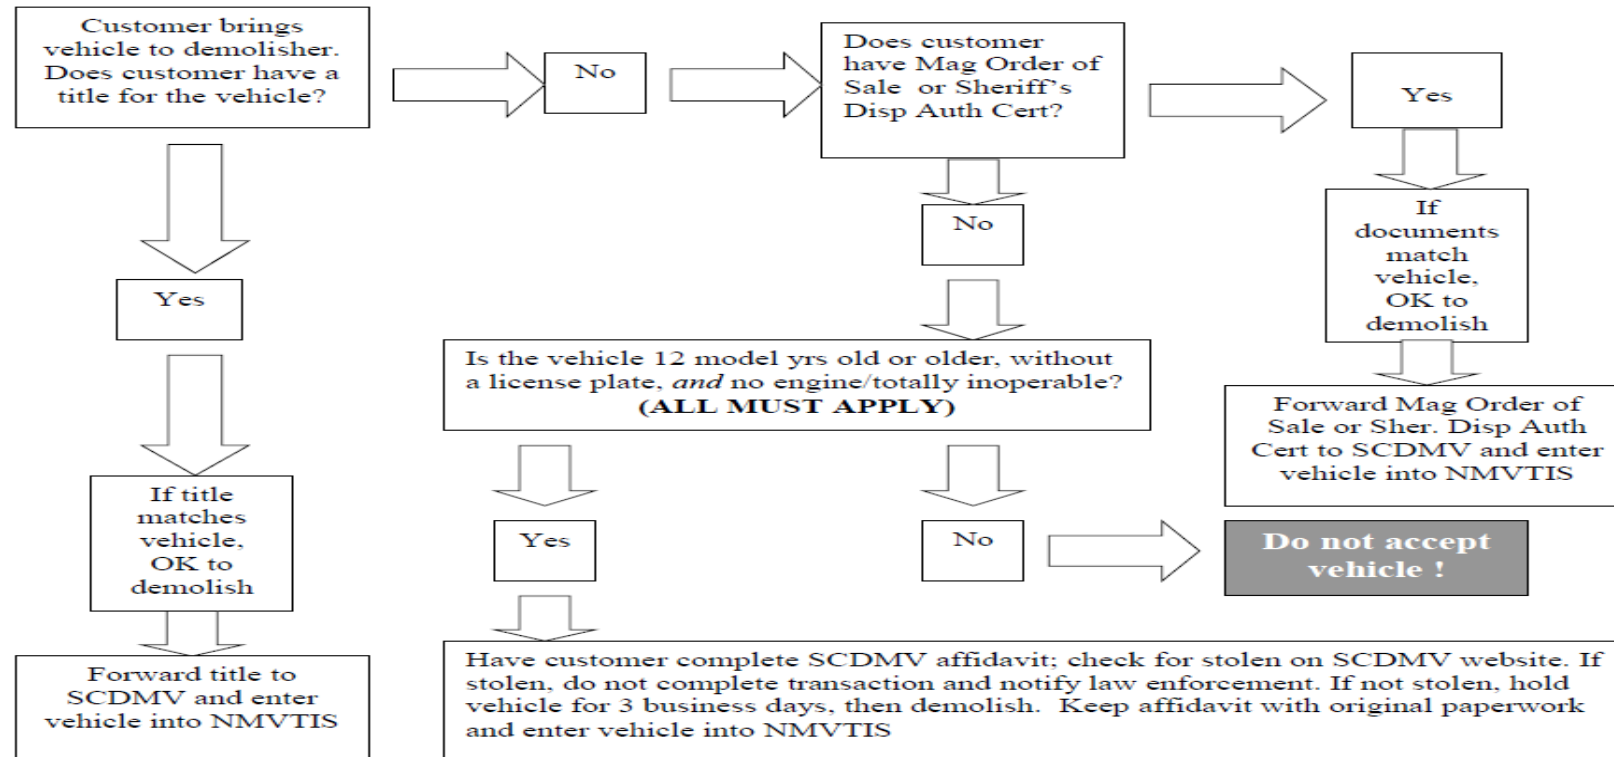 Customer brings
vehicle to demolisher.
Does customer have a
title for the vehicle?
No
Does customer
have Mag Order of
Sale or Sheriff's
Disp Auth Cert?
Yes
No
If
documents
match
vehicle,
OK to
demolish
Yes
Is the vehicle 12 model yrs old or older, without
a license plate, and no engine/totally inoperable?
(ALL MUST APPLY)
Forward Mag Order of
Sale or Sher. Disp Auth
Cert to SCDMV and enter
vehicle into NMVTIS
If title
matches
vehicle,
OK to
demolish
Yes
No
Do not accept
vehicle !
Forward title to
SCDMV and enter
vehicle into NMVTIS
Have customer complete SCDMV affidavit; check for stolen on SCDMV website. If
stolen, do not complete transaction and notify law enforcement. If not stolen, hold
vehicle for 3 business days, then demolish. Keep affidavit with original paperwork
and enter vehicle into NMVTIS